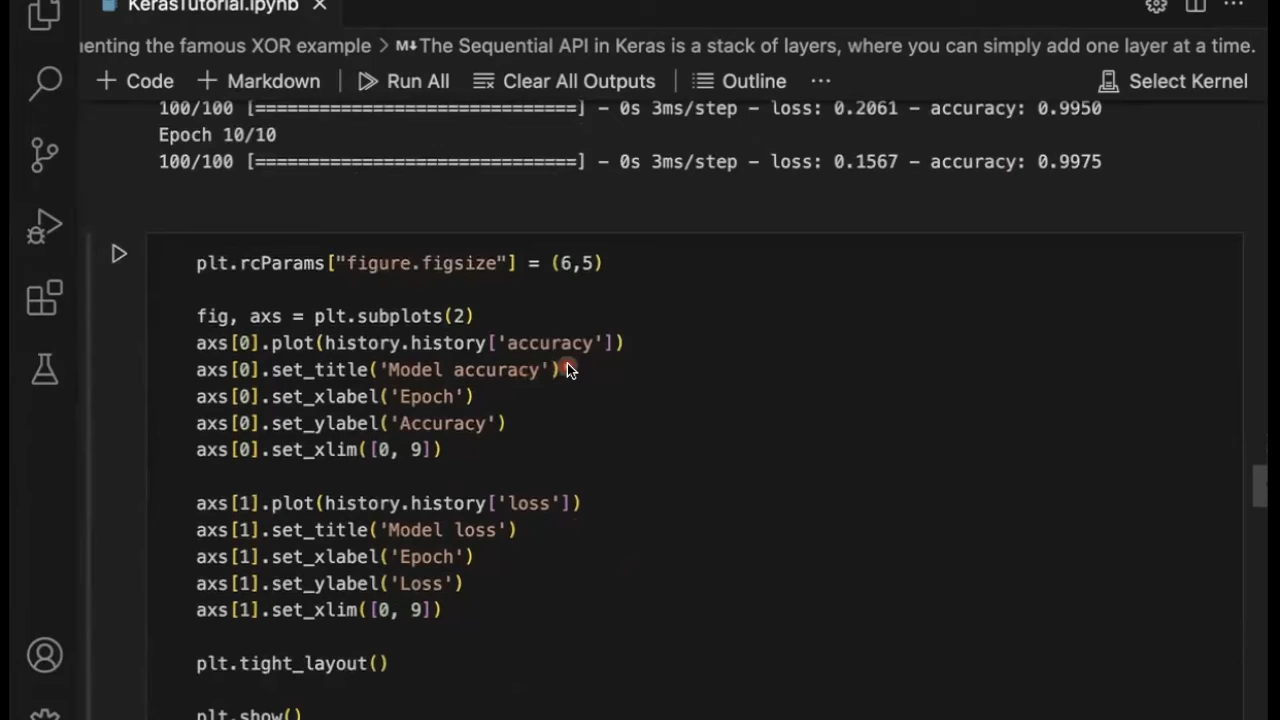 KerasTutorial.ipynb
enting the famous XOR example > M↓The Sequential API in Keras is a stack of layers, where you can simply add one layer at a time.
+ Code + Markdown Run All Clear All Outputs Outline ... Select Kernel
100/100 [==============================] - 0s 3ms/step - loss: 0.2061 - accuracy: 0.9950
Epoch 10/10
100/100 [==============================] - 0s 3ms/step - loss: 0.1567 - accuracy: 0.9975
plt.rcParams["figure.figsize"] = (6,5)
fig, axs = plt.subplots(2)
axs[0].plot(history.history['accuracy'])
axs[0].set_title('Model accuracy')
axs[0].set_xlabel('Epoch')
axs[0].set_ylabel('Accuracy')
axs[0].set_xlim([0, 9])
axs[1].plot(history.history['loss'])
axs[1].set_title('Model loss')
axs[1].set_xlabel('Epoch')
axs[1].set_ylabel('Loss')
axs[1].set_xlim([0, 9])
plt.tight_layout()
plt.show()